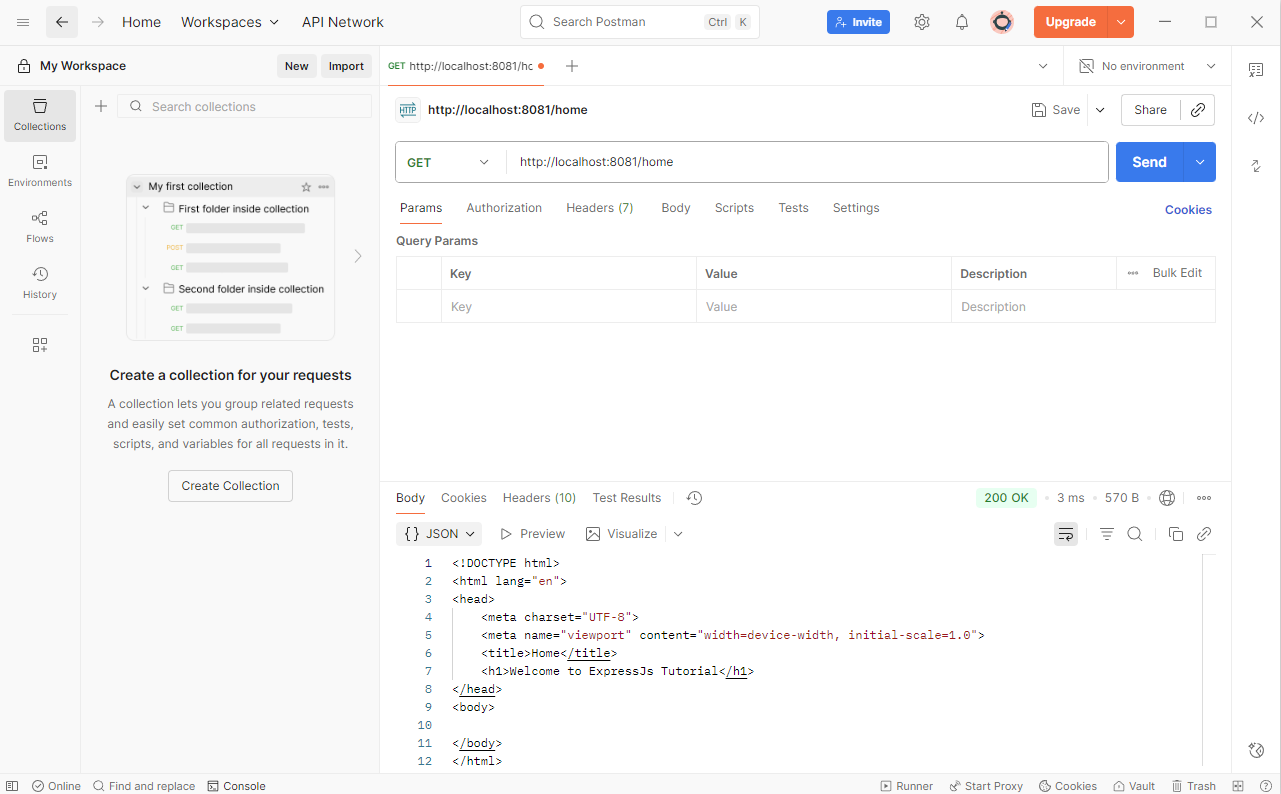 Home Workspaces API Network Search Postman Ctrl K Invite Upgrade
My Workspace New Import GET http://localhost:8081/hc No environment
Collections
Search collections
Environments
Flows
History
My first collection
First folder inside collection
GET
POST
GET
Second folder inside collection
GET
GET
Create a collection for your requests
A collection lets you group related requests
and easily set common authorization, tests,
scripts, and variables for all requests in it.
Create Collection
HTTP http://localhost:8081/home Save Share
GET http://localhost:8081/home Send
Params Authorization Headers (7) Body Scripts Tests Settings Cookies
Query Params
Key Value Description Bulk Edit
Key Value Description
Body Cookies Headers (10) Test Results 200 OK 3 ms 570 B
{} JSON Preview Visualize
1 <!DOCTYPE html>
2 <html lang="en">
3 <head>
4 <meta charset="UTF-8">
5 <meta name="viewport" content="width=device-width, initial-scale=1.0">
6 <title>Home</title>
7 <h1>Welcome to ExpressJs Tutorial</h1>
8 </head>
9 <body>
10
11 </body>
12 </html>
Online Find and replace Console Runner Start Proxy Cookies Vault Trash